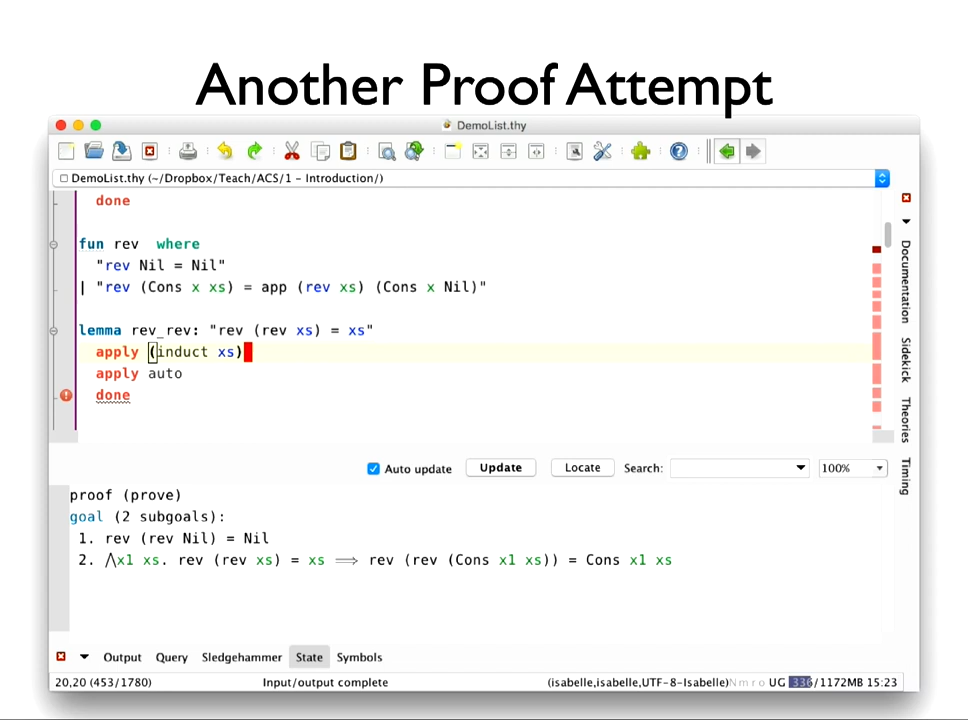 Another Proof Attempt
DemoList.thy
DemoList.thy (~/Dropbox/Teach/ACS/1 - Introduction/)
done
fun rev where
"rev Nil = Nil"
| "rev (Cons x xs) = app (rev xs) (Cons x Nil)"
lemma rev_rev: "rev (rev xs) = xs"
apply (induct xs)
apply auto
done
Documentation
Sidekick
Theories
Timing
Auto update
Update
Locate
Search:
100%
proof (prove)
goal (2 subgoals):
1. rev (rev Nil) = Nil
2. ⋀x1 xs. rev (rev xs) = xs ⟹ rev (rev (Cons x1 xs)) = Cons x1 xs
Output Query Sledgehammer State Symbols
20,20 (453/1780) Input/output complete (isabelle,isabelle,UTF-8-Isabelle)N m r o UG 336/1172MB 15:23